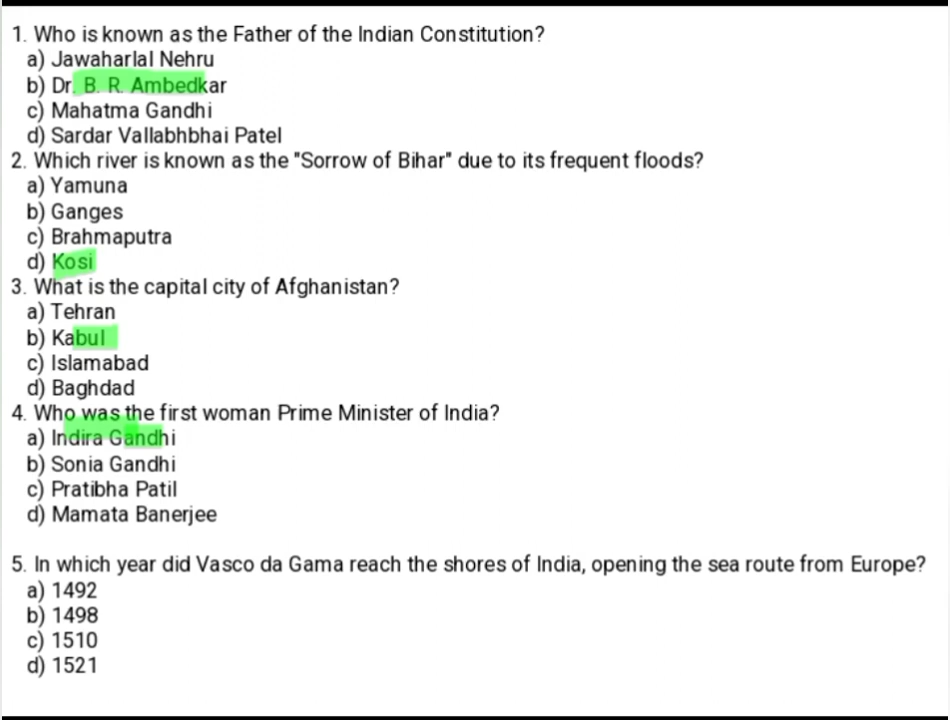 1. Who is known as the Father of the Indian Constitution?
a) Jawaharlal Nehru
b) Dr. B. R. Ambedkar
c) Mahatma Gandhi
d) Sardar Vallabhbhai Patel
2. Which river is known as the "Sorrow of Bihar" due to its frequent floods?
a) Yamuna
b) Ganges
c) Brahmaputra
d) Kosi
3. What is the capital city of Afghanistan?
a) Tehran
b) Kabul
c) Islamabad
d) Baghdad
4. Who was the first woman Prime Minister of India?
a) Indira Gandhi
b) Sonia Gandhi
c) Pratibha Patil
d) Mamata Banerjee
5. In which year did Vasco da Gama reach the shores of India, opening the sea route from Europe?
a) 1492
b) 1498
c) 1510
d) 1521